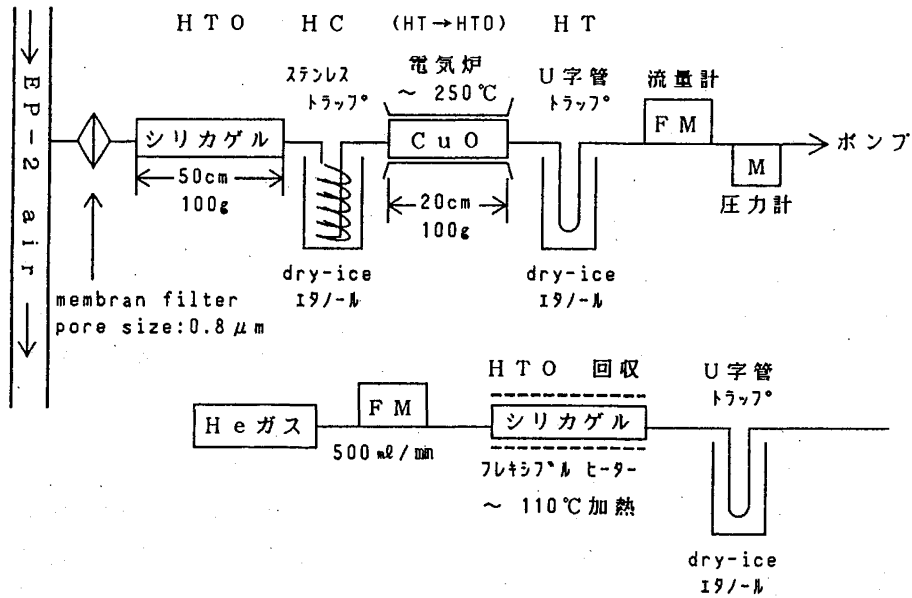 HTO HC (HT→HTO) HT
EP-2 air
ステンレス
トラップ
電気炉
～ 250℃
U字管
トラップ
流量計
FM
シリカゲル
CuO
ポンプ
M
圧力計
50cm
100g
20cm
100g
dry-ice
エタノール
dry-ice
エタノール
membran filter
pore size:0.8μm
HTO 回収
U字管
トラップ
Heガス
FM
シリカゲル
500ml/min
フレキシブル ヒーター
～ 110℃加熱
dry-ice
エタノール